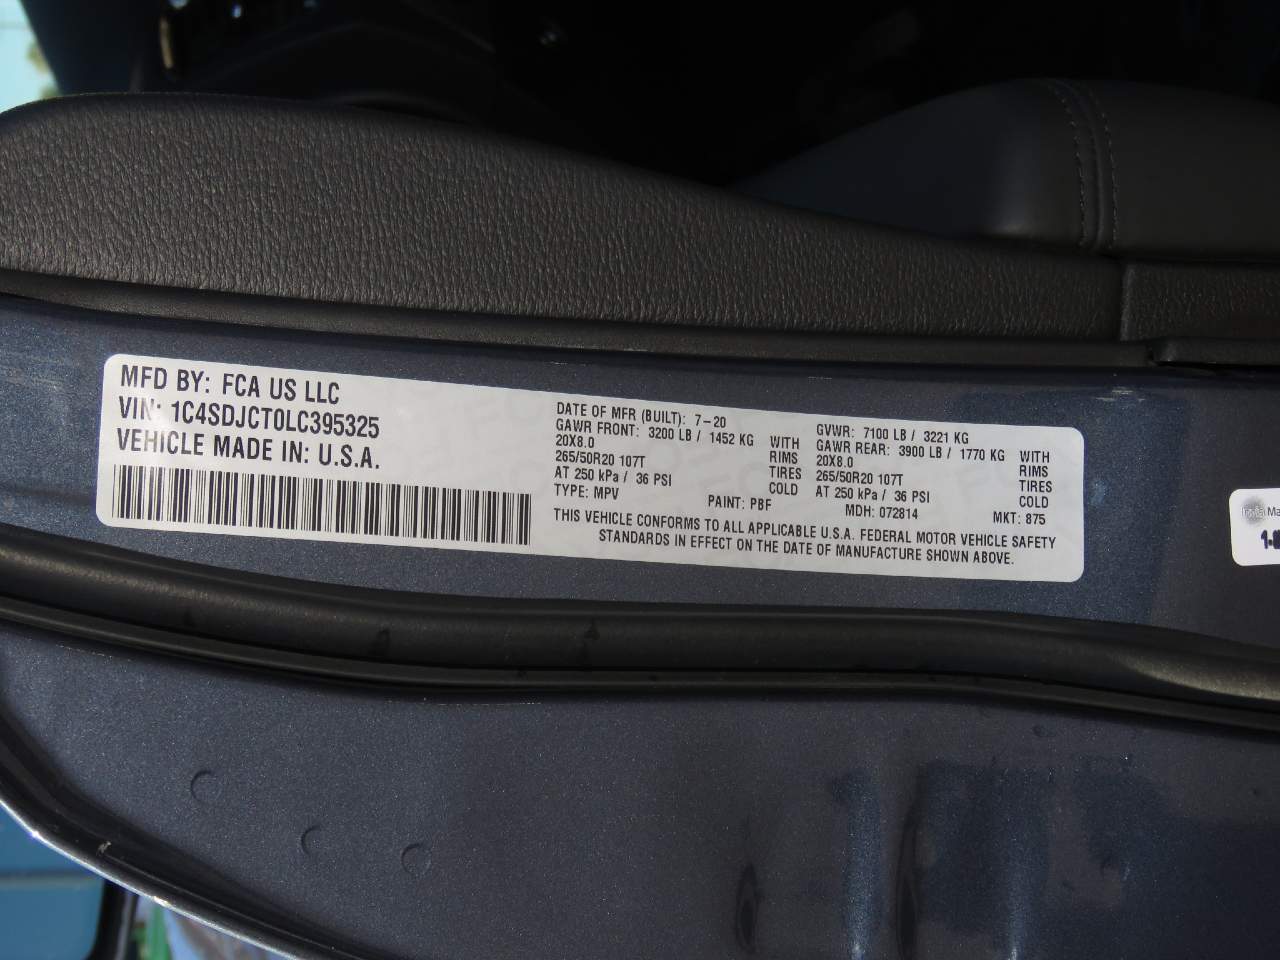 MFD BY: FCA US LLC
VIN: 1C4SDJCT0LC395325
VEHICLE MADE IN: U.S.A.
DATE OF MFR (BUILT): 7-20
GAWR FRONT: 3200 LB / 1452 KG WITH
20X8.0 RIMS
265/50R20 107T TIRES
AT 250 kPa / 36 PSI COLD
TYPE: MPV PAINT: PBF
GVWR: 7100 LB / 3221 KG
GAWR REAR: 3900 LB / 1770 KG WITH
20X8.0 RIMS
265/50R20 107T TIRES
AT 250 kPa / 36 PSI COLD
MDH: 072814 MKT: 875
THIS VEHICLE CONFORMS TO ALL APPLICABLE U.S.A. FEDERAL MOTOR VEHICLE SAFETY
STANDARDS IN EFFECT ON THE DATE OF MANUFACTURE SHOWN ABOVE.